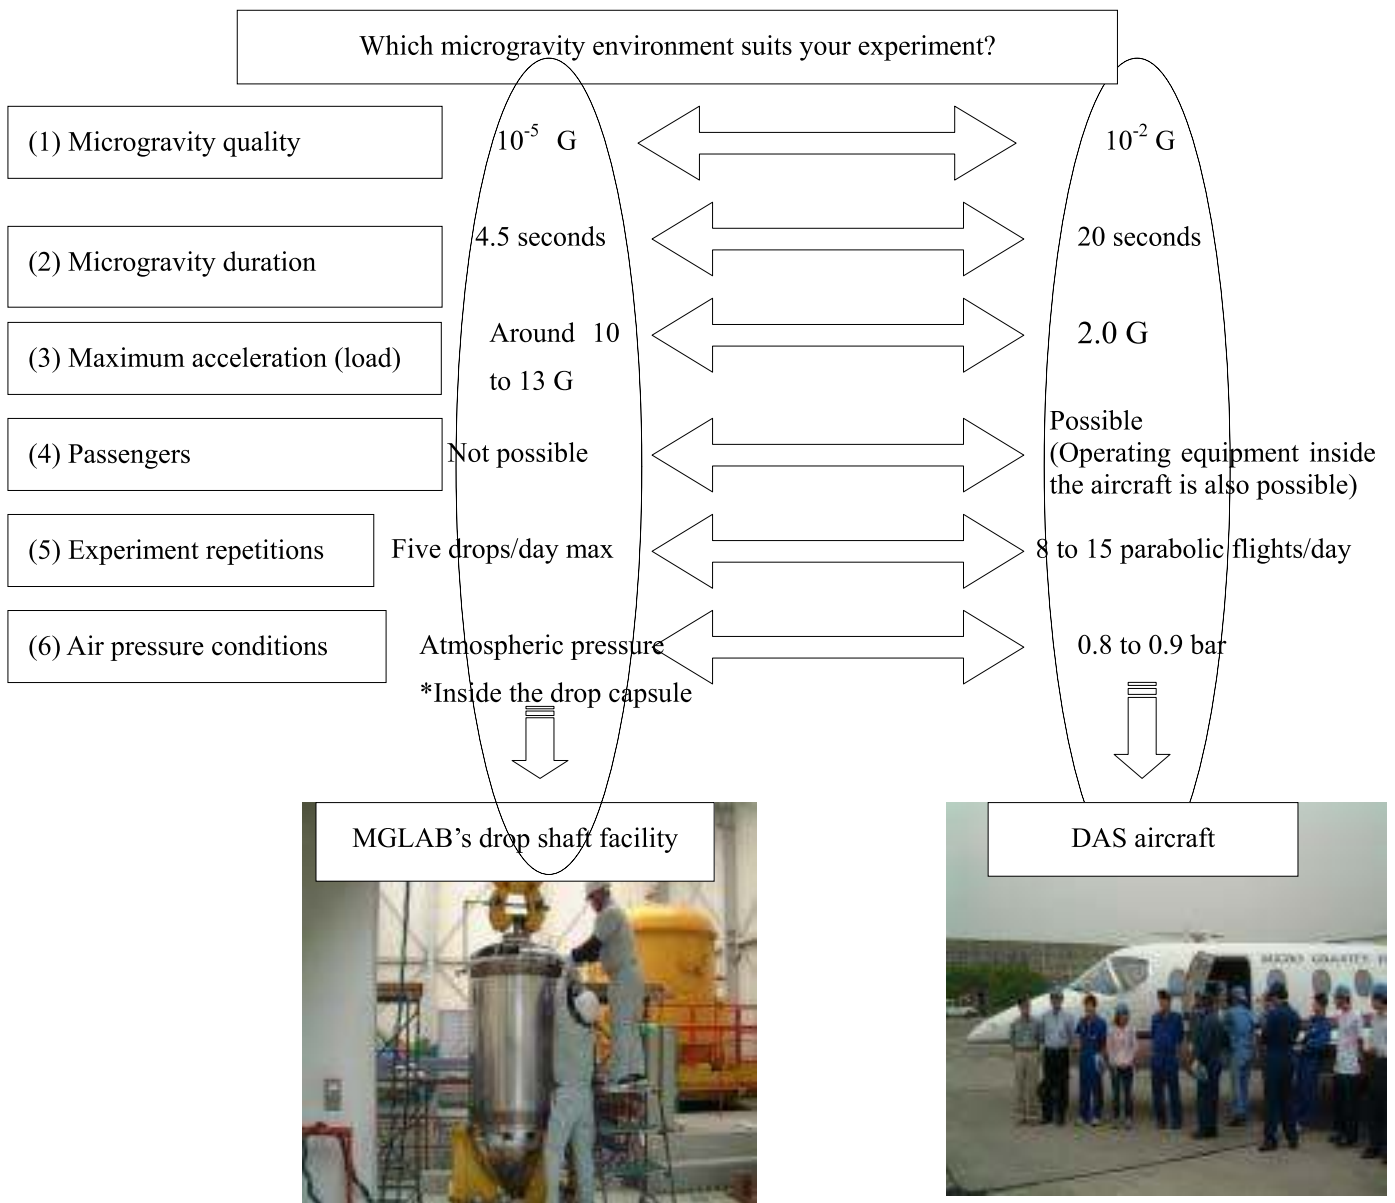 Which microgravity environment suits your experiment?
(1) Microgravity quality
10⁻⁵ G
10⁻² G
(2) Microgravity duration
4.5 seconds
20 seconds
(3) Maximum acceleration (load)
Around 10
to 13 G
2.0 G
(4) Passengers
Not possible
Possible
(Operating equipment inside
the aircraft is also possible)
(5) Experiment repetitions
Five drops/day max
8 to 15 parabolic flights/day
(6) Air pressure conditions
Atmospheric pressure
*Inside the drop capsule
0.8 to 0.9 bar
MGLAB's drop shaft facility
DAS aircraft
MICRO GRAVITY